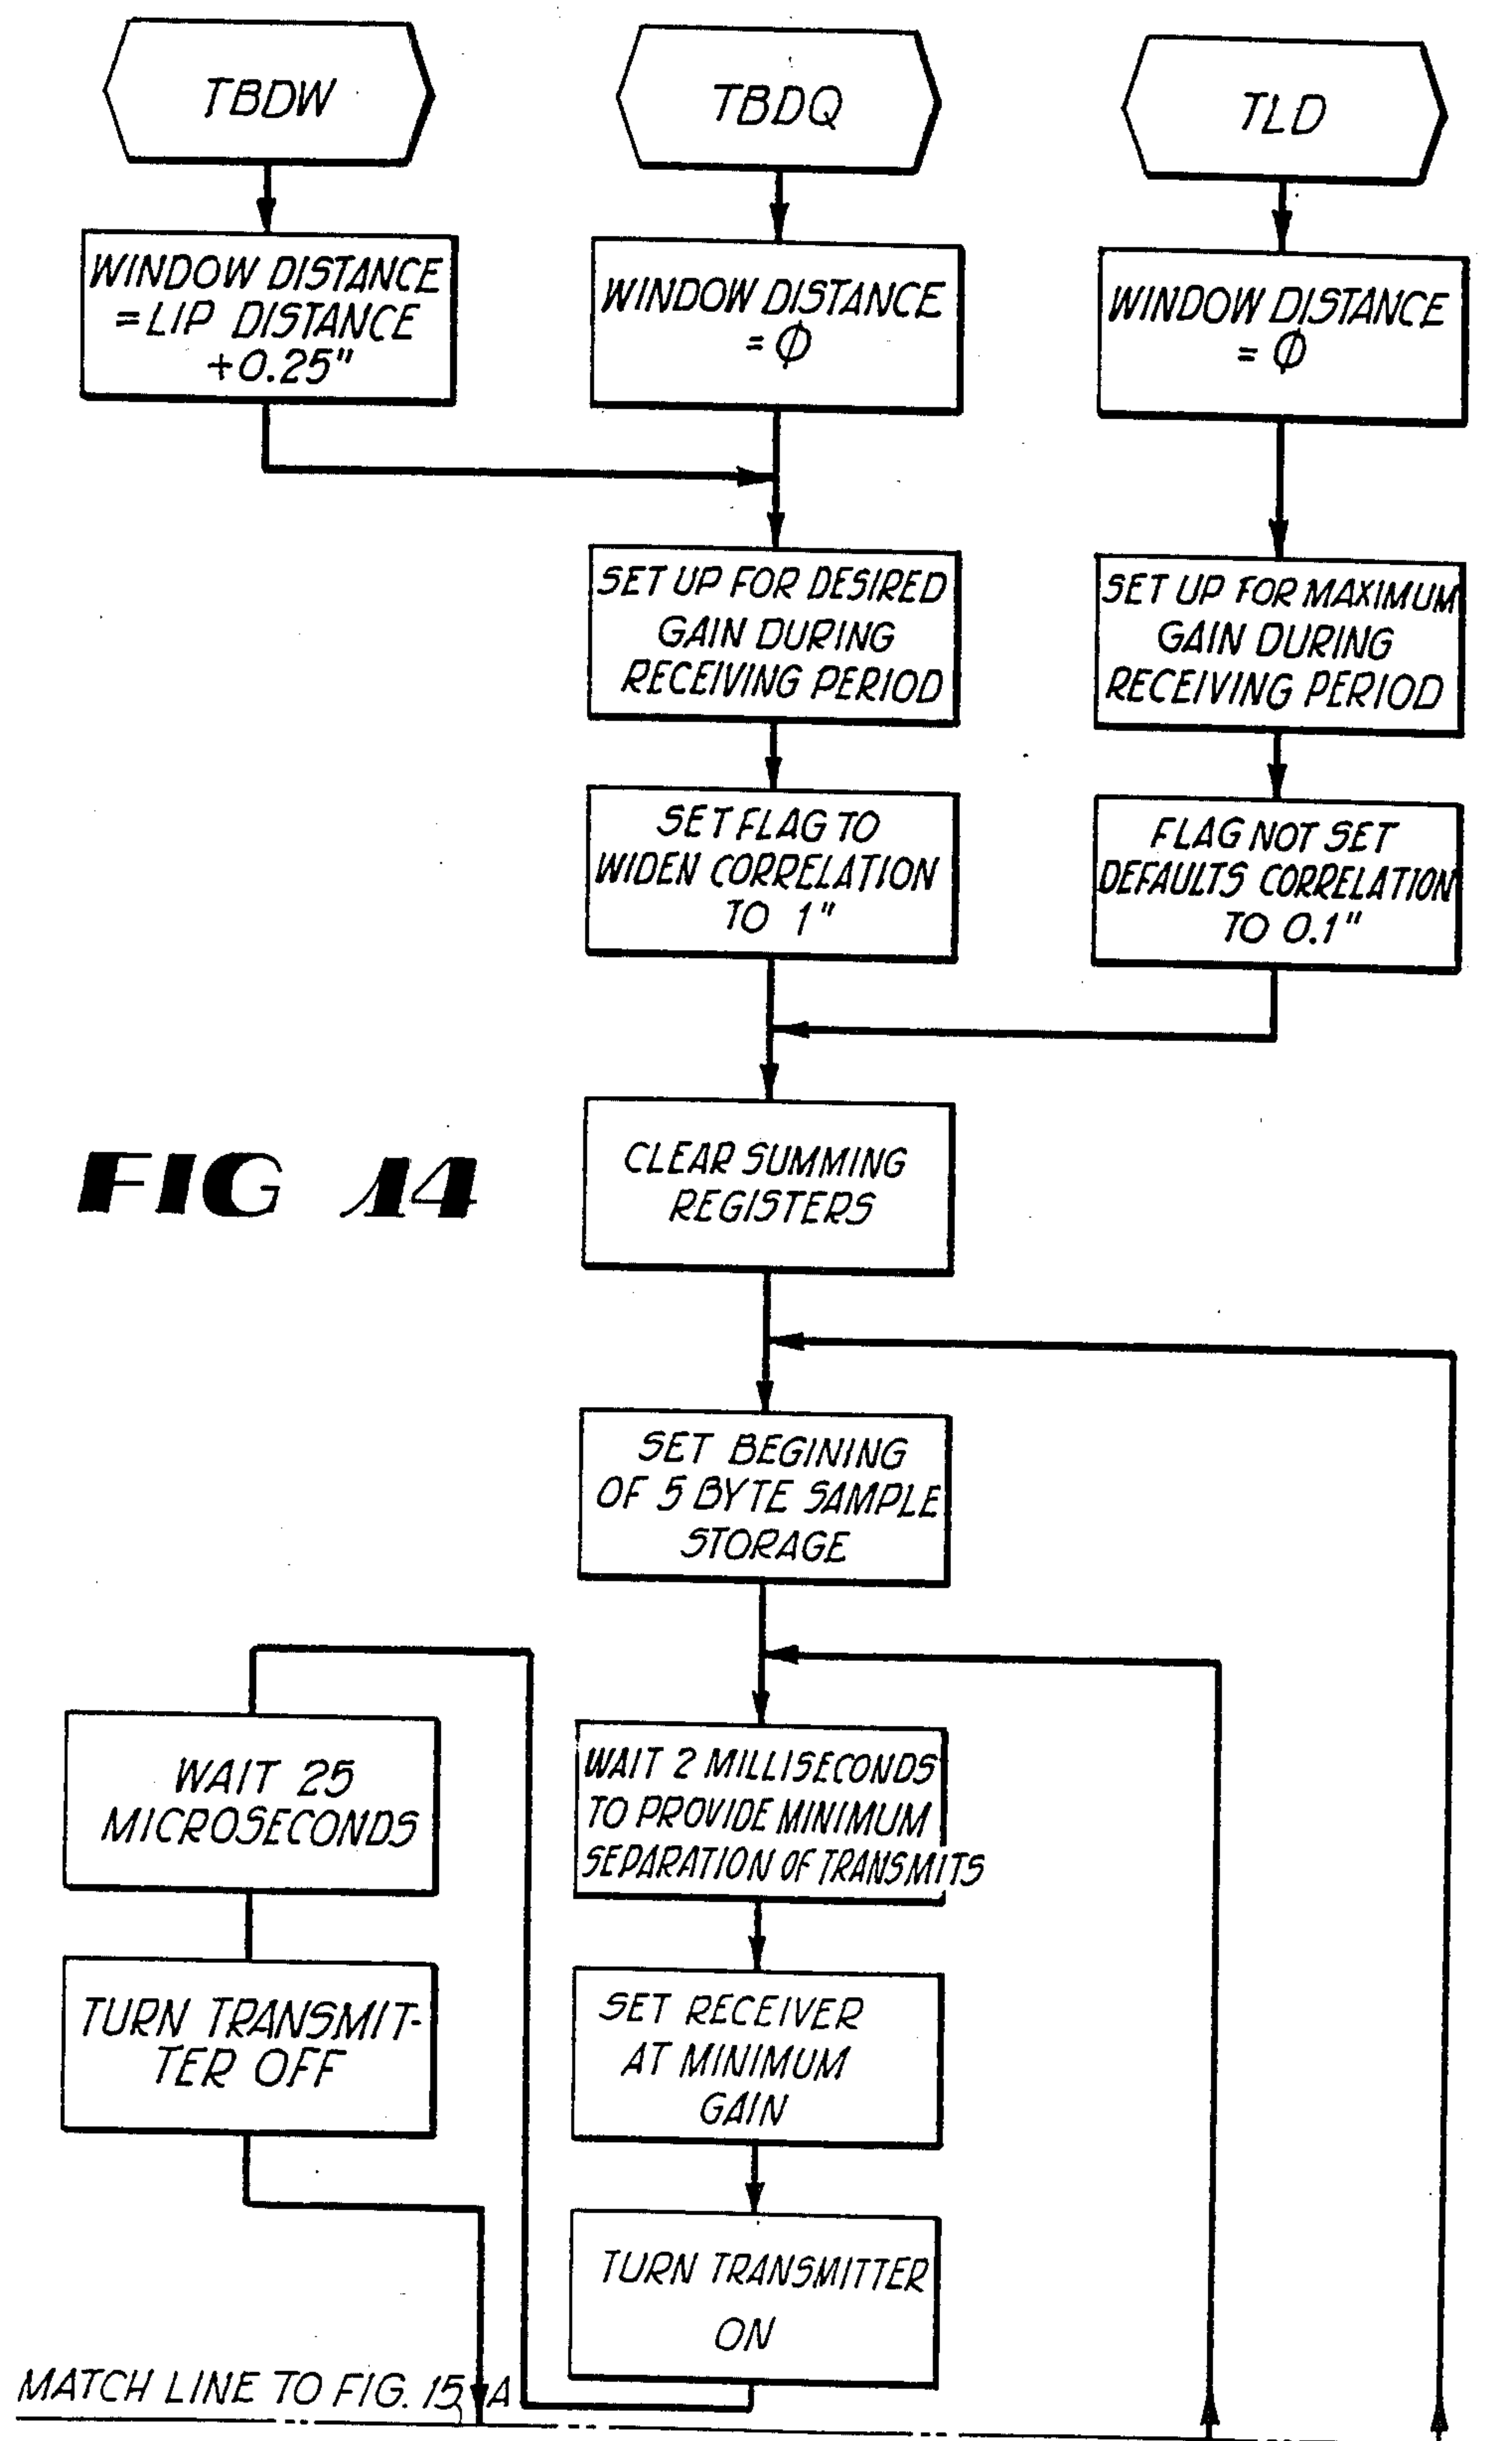 TBDW
TBDQ
TLD
WINDOW DISTANCE
=LIP DISTANCE
+0.25"
WINDOW DISTANCE
=Φ
WINDOW DISTANCE
=Φ
SET UP FOR DESIRED
GAIN DURING
RECEIVING PERIOD
SET UP FOR MAXIMUM
GAIN DURING
RECEIVING PERIOD
SET FLAG TO
WIDEN CORRELATION
TO 1"
FLAG NOT SET
DEFAULTS CORRELATION
TO 0.1"
FIG 14
CLEAR SUMMING
REGISTERS
SET BEGINING
OF 5 BYTE SAMPLE
STORAGE
WAIT 2 MILLISECONDS
TO PROVIDE MINIMUM
SEPARATION OF TRANSMITS
SET RECEIVER
AT MINIMUM
GAIN
TURN TRANSMITTER
ON
WAIT 25
MICROSECONDS
TURN TRANSMIT-
TER OFF
MATCH LINE TO FIG. 15 A